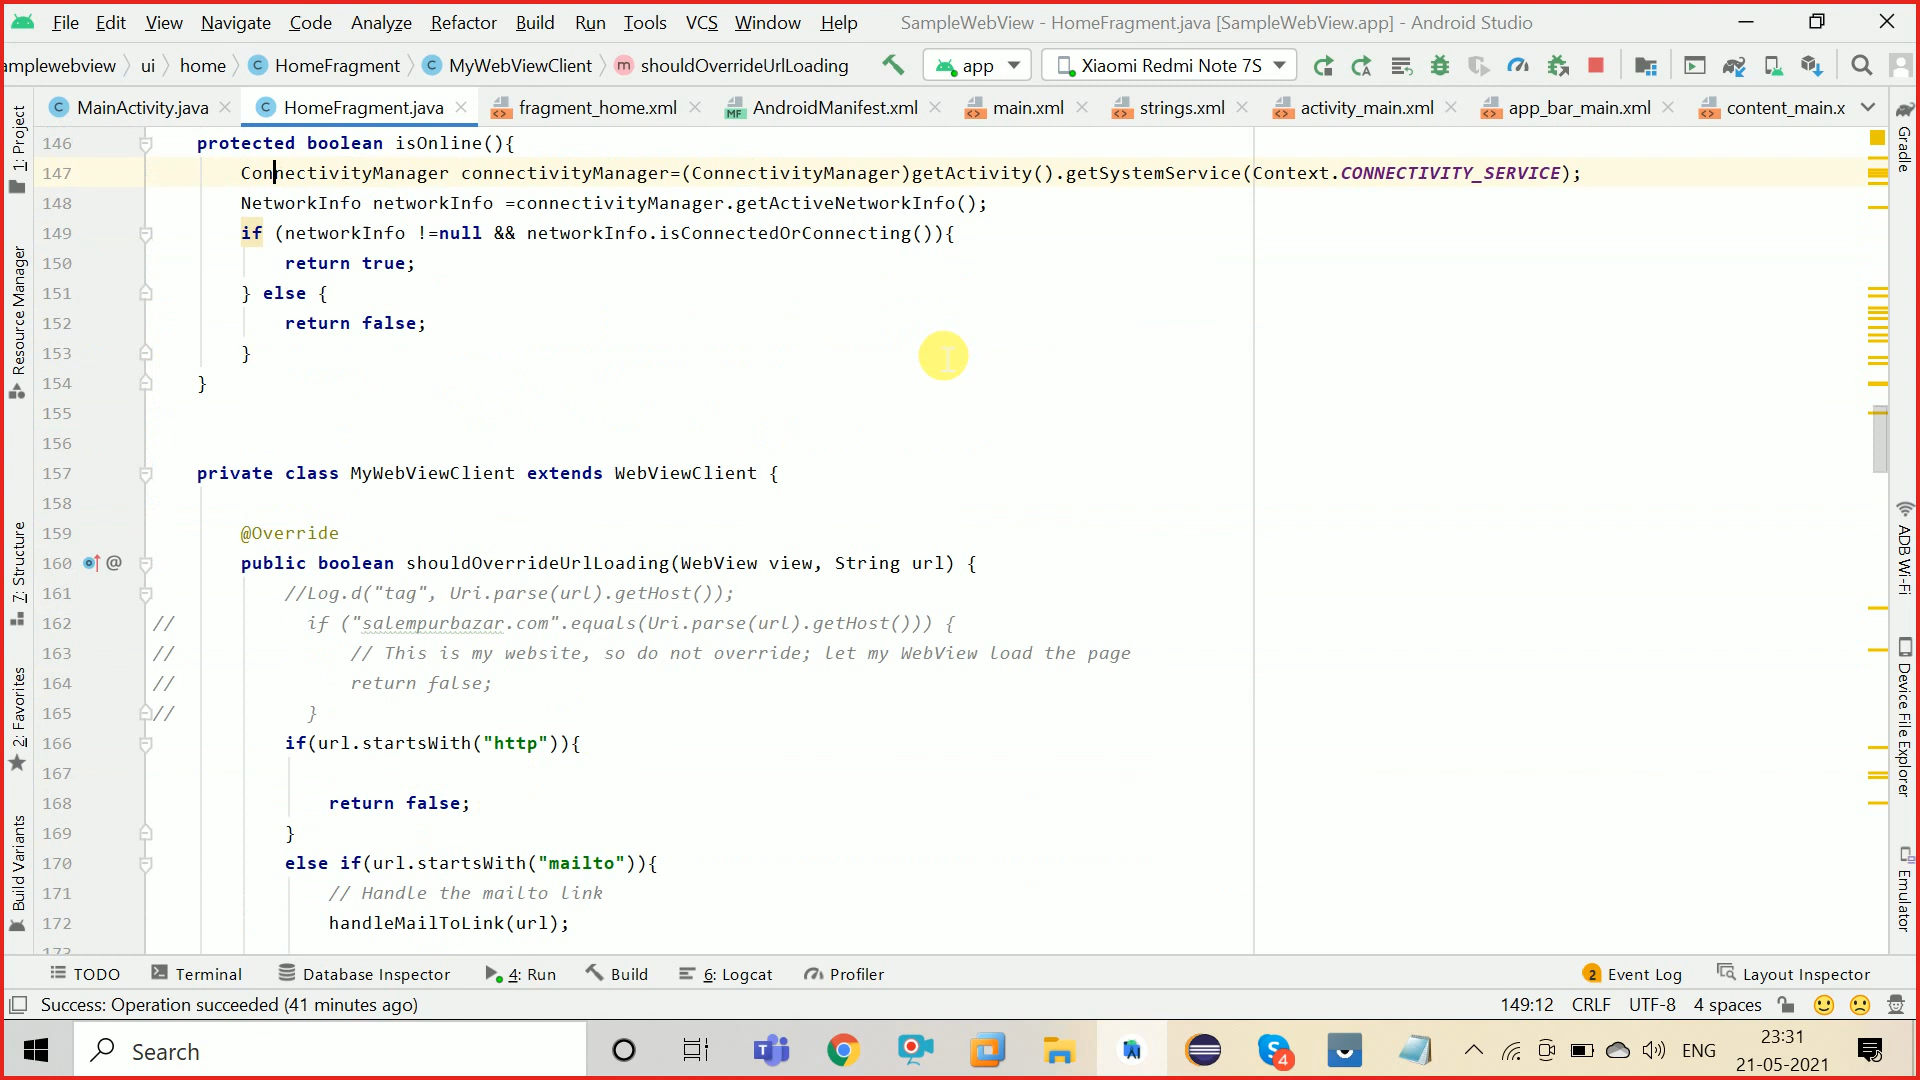 File Edit View Navigate Code Analyze Refactor Build Run Tools VCS Window Help SampleWebView - HomeFragment.java [SampleWebView.app] - Android Studio
amplewebview ui home C HomeFragment C MyWebViewClient m shouldOverrideUrlLoading app Xiaomi Redmi Note 7S
C MainActivity.java C HomeFragment.java fragment_home.xml MF AndroidManifest.xml main.xml strings.xml activity_main.xml app_bar_main.xml content_main.x
146 protected boolean isOnline(){
147 ConnectivityManager connectivityManager=(ConnectivityManager)getActivity().getSystemService(Context.CONNECTIVITY_SERVICE);
148 NetworkInfo networkInfo =connectivityManager.getActiveNetworkInfo();
149 if (networkInfo !=null && networkInfo.isConnectedOrConnecting()){
150 return true;
151 } else {
152 return false;
153 }
154 }
155
156
157 private class MyWebViewClient extends WebViewClient {
158
159 @Override
160 @ public boolean shouldOverrideUrlLoading(WebView view, String url) {
161 //Log.d("tag", Uri.parse(url).getHost());
162 // if ("salempurbazar.com".equals(Uri.parse(url).getHost())) {
163 // // This is my website, so do not override; let my WebView load the page
164 // return false;
165 // }
166 if(url.startsWith("http")){
167
168 return false;
169 }
170 else if(url.startsWith("mailto")){
171 // Handle the mailto link
172 handleMailToLink(url);
173
1: Project
Resource Manager
7: Structure
2: Favorites
Build Variants
Gradle
ADB Wi-Fi
Device File Explorer
Emulator
TODO Terminal Database Inspector 4: Run Build 6: Logcat Profiler 2 Event Log Layout Inspector
Success: Operation succeeded (41 minutes ago) 149:12 CRLF UTF-8 4 spaces
Search 4 ENG 23:31
21-05-2021